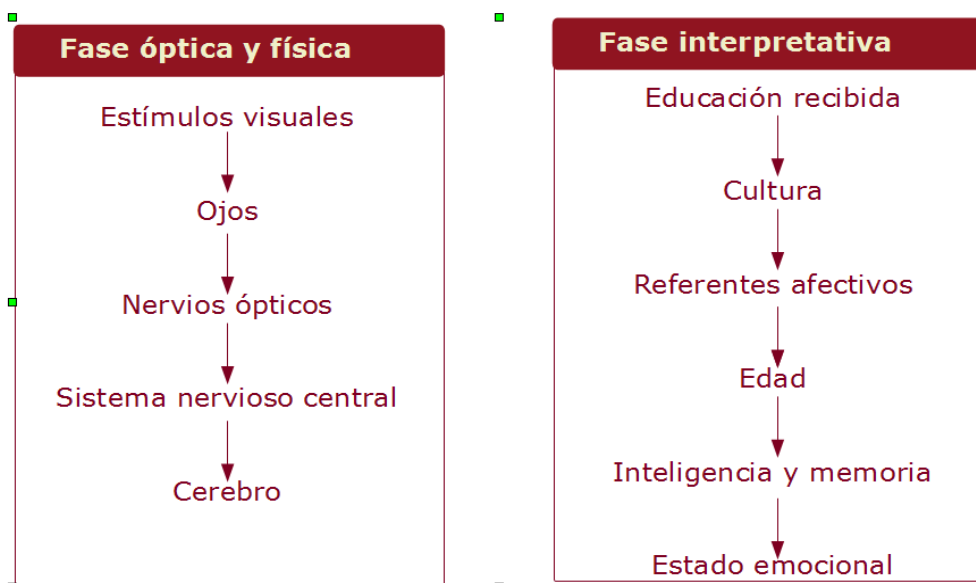 Fase óptica y física
Estímulos visuales
Ojos
Nervios ópticos
Sistema nervioso central
Cerebro
Fase interpretativa
Educación recibida
Cultura
Referentes afectivos
Edad
Inteligencia y memoria
Estado emocional